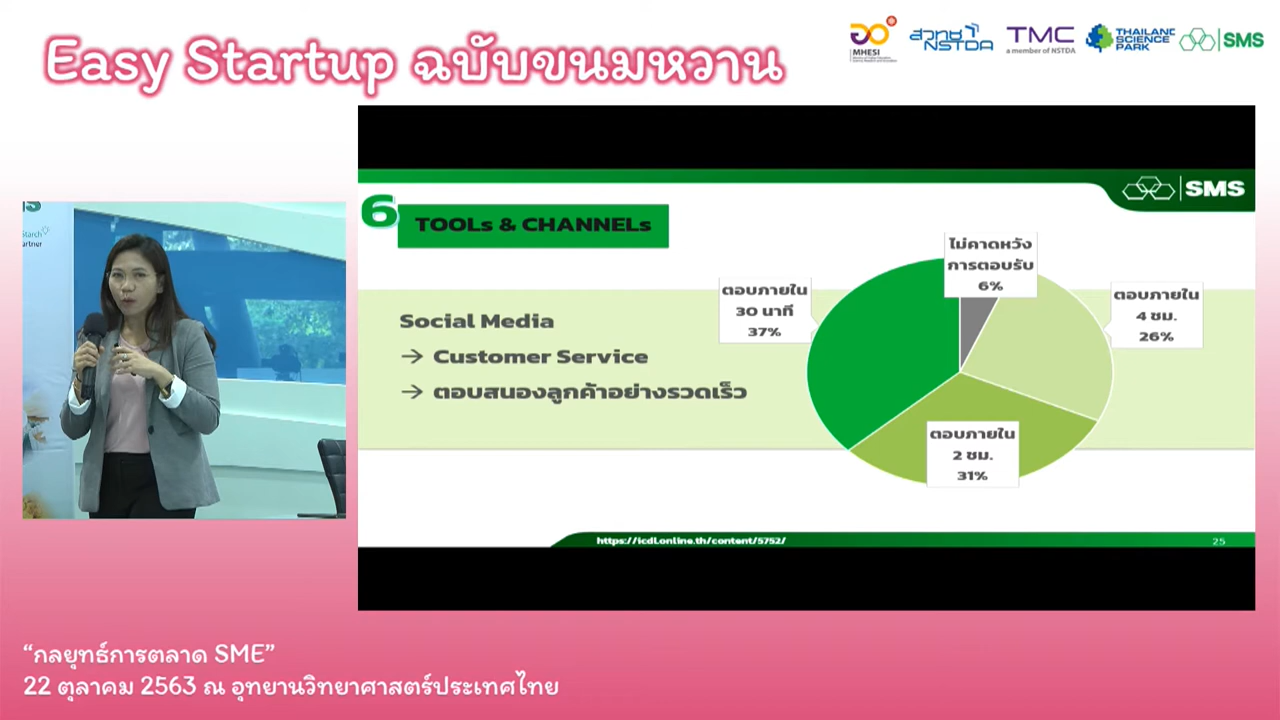 Easy Startup ฉบับขนมหวาน
MHESI
สวทช
NSTDA
TMC
a member of NSTDA
THAILAND
SCIENCE
PARK
SMS
SMS
6
TOOLs & CHANNELs
Social Media
→ Customer Service
→ ตอบสนองลูกค้าอย่างรวดเร็ว
ไม่คาดหวัง
การตอบรับ
6%
ตอบภายใน
30 นาที
37%
ตอบภายใน
4 ชม.
26%
ตอบภายใน
2 ชม.
31%
https://icdl.online.th/content/5752/
25
“กลยุทธ์การตลาด SME”
22 ตุลาคม 2563 ณ อุทยานวิทยาศาสตร์ประเทศไทย